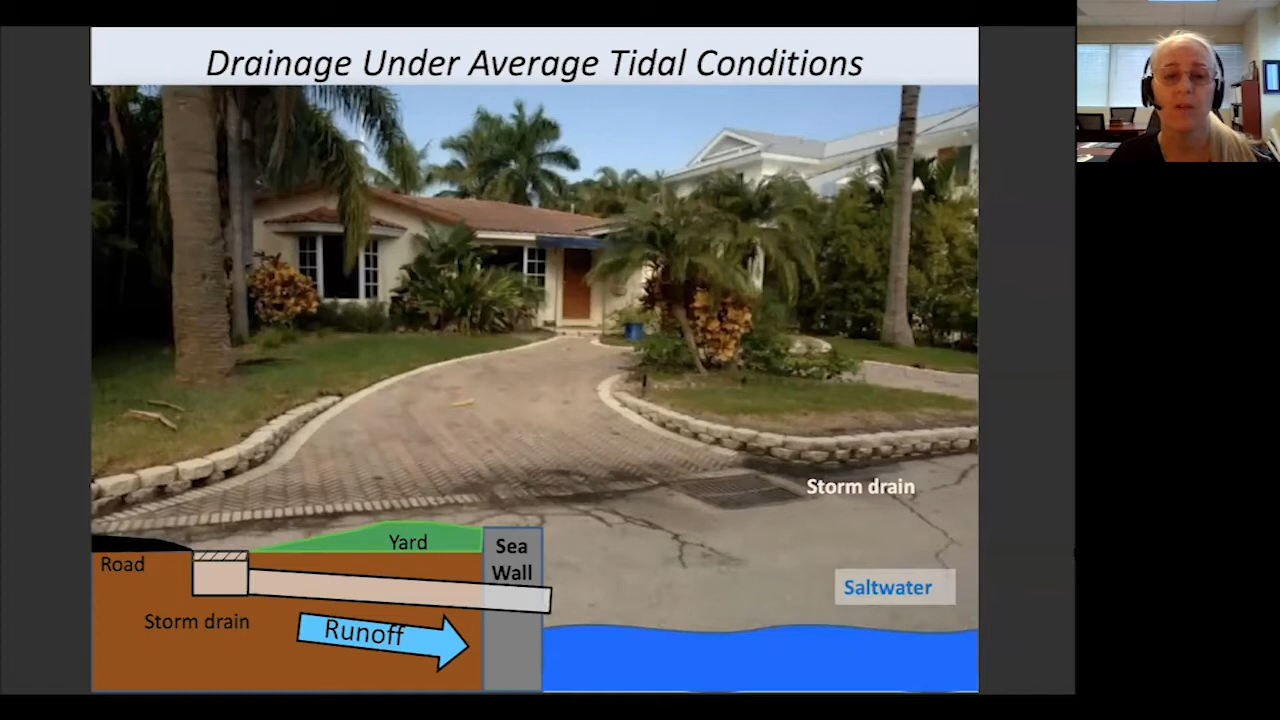 Drainage Under Average Tidal Conditions
Storm drain
Yard
Sea
Wall
Road
Saltwater
Storm drain
Runoff